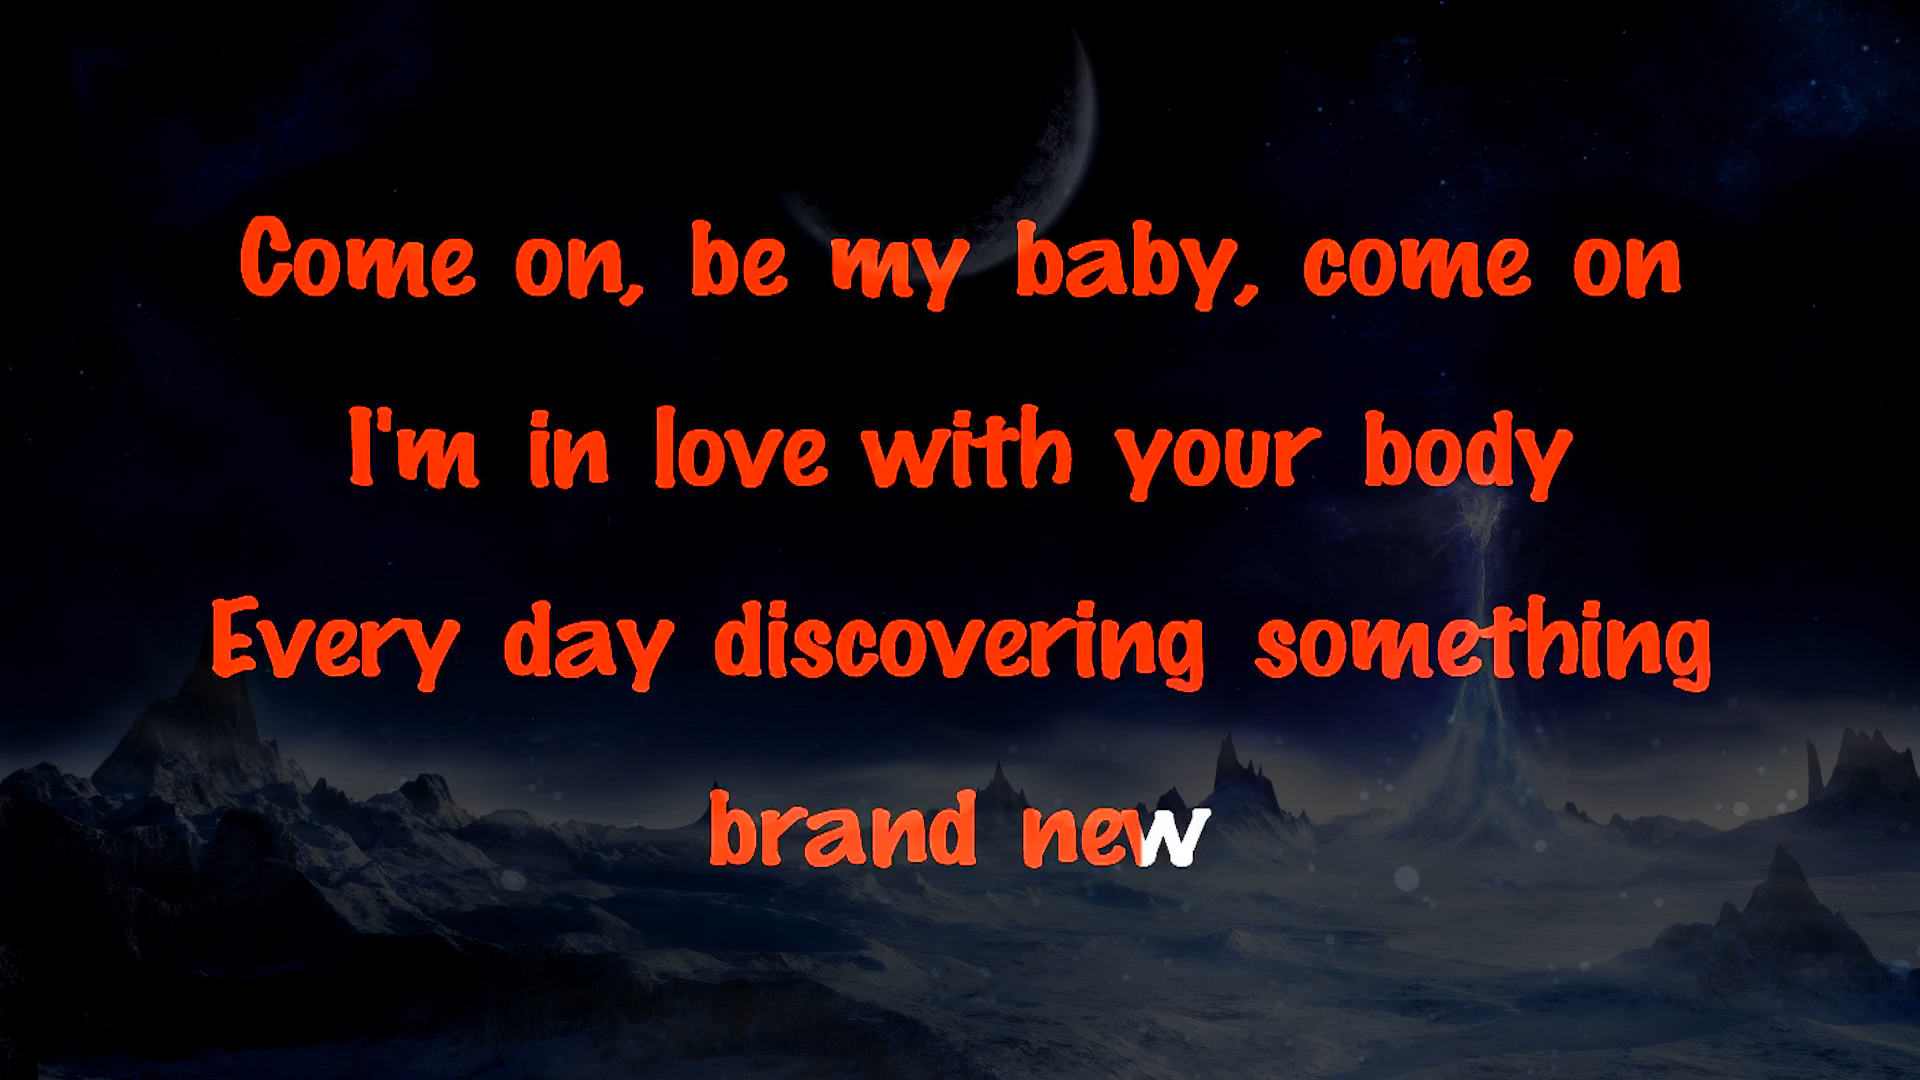 Come on, be my baby, come on
I'm in love with your body
Every day discovering something
brand new